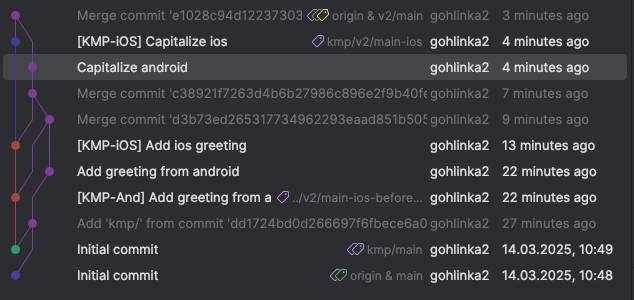 Merge commit 'e1028c94d12237303 origin & v2/main gohlinka2 3 minutes ago
[KMP-iOS] Capitalize ios kmp/v2/main-ios gohlinka2 4 minutes ago
Capitalize android gohlinka2 4 minutes ago
Merge commit 'c38921f7263d4b6b27986c896e2f9b40fe gohlinka2 7 minutes ago
Merge commit 'd3b73ed265317734962293eaad851b505 gohlinka2 9 minutes ago
[KMP-iOS] Add ios greeting gohlinka2 13 minutes ago
Add greeting from android gohlinka2 22 minutes ago
[KMP-And] Add greeting from a ../v2/main-ios-before... gohlinka2 22 minutes ago
Add 'kmp/' from commit 'dd1724bd0d266697f6fbece6a0 gohlinka2 27 minutes ago
Initial commit kmp/main gohlinka2 14.03.2025, 10:49
Initial commit origin & main gohlinka2 14.03.2025, 10:48